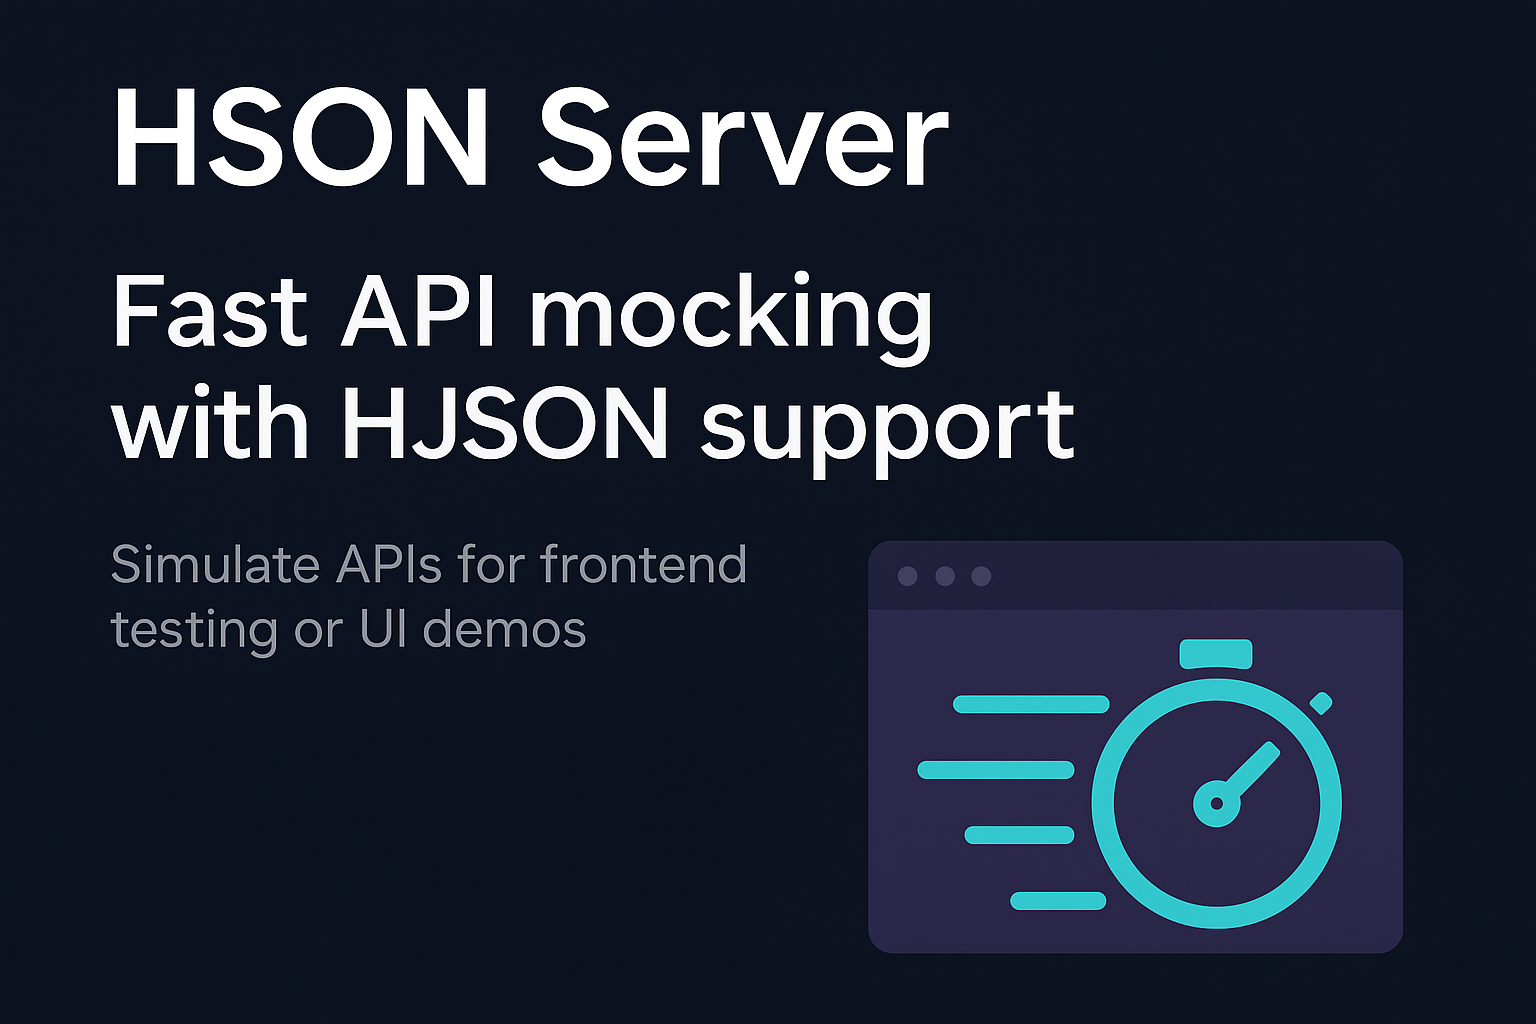 HSON Server
Fast API mocking
with HJSON support
Simulate APIs for frontend
testing or UI demos